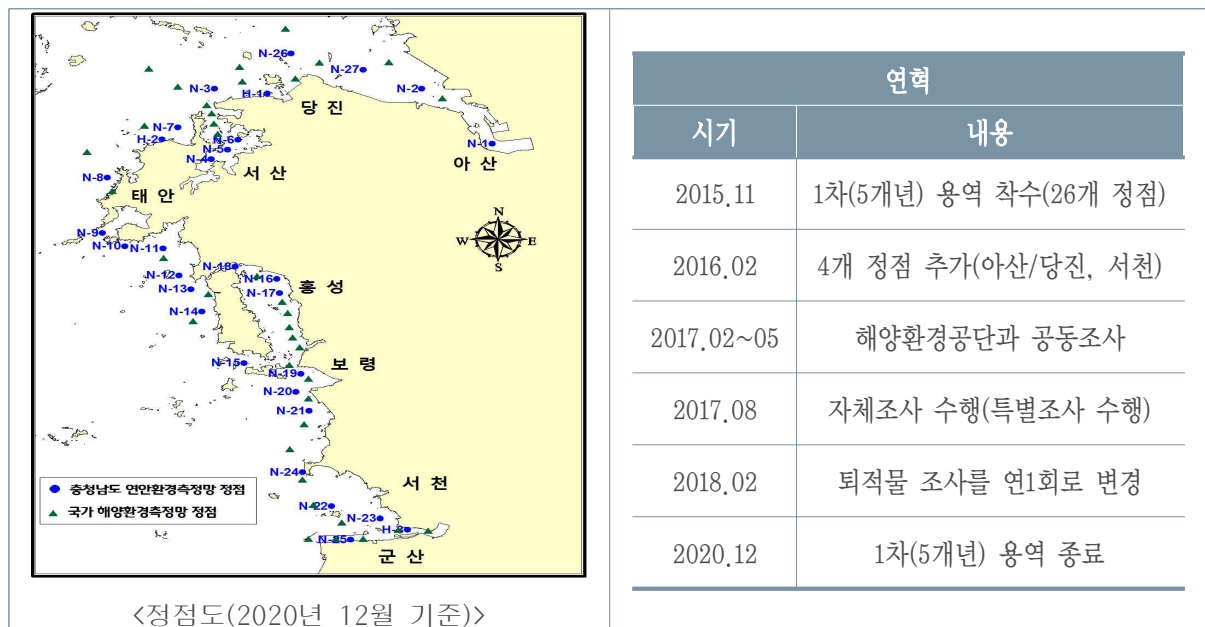 N-26
N-27
N-3
H-1
N-2
당 진
N-7
H-2
N-6
N-5
N-4
N-1
아 산
서 산
N-8
태 안
N-9
N-10
N-11
N
W E
S
N-18
N-16
N-12
N-13
N-17
홍 성
N-14
N-15
보 령
N-19
N-20
N-21
N-24
서 천
N-22
N-23
H-3
N-25
군 산
충청남도 연안환경측정망 정점
국가 해양환경측정망 정점
<정점도(2020년 12월 기준)>
연혁
시기 내용
2015.11 1차(5개년) 용역 착수(26개 정점)
2016.02 4개 정점 추가(아산/당진, 서천)
2017.02~05 해양환경공단과 공동조사
2017.08 자체조사 수행(특별조사 수행)
2018.02 퇴적물 조사를 연1회로 변경
2020.12 1차(5개년) 용역 종료